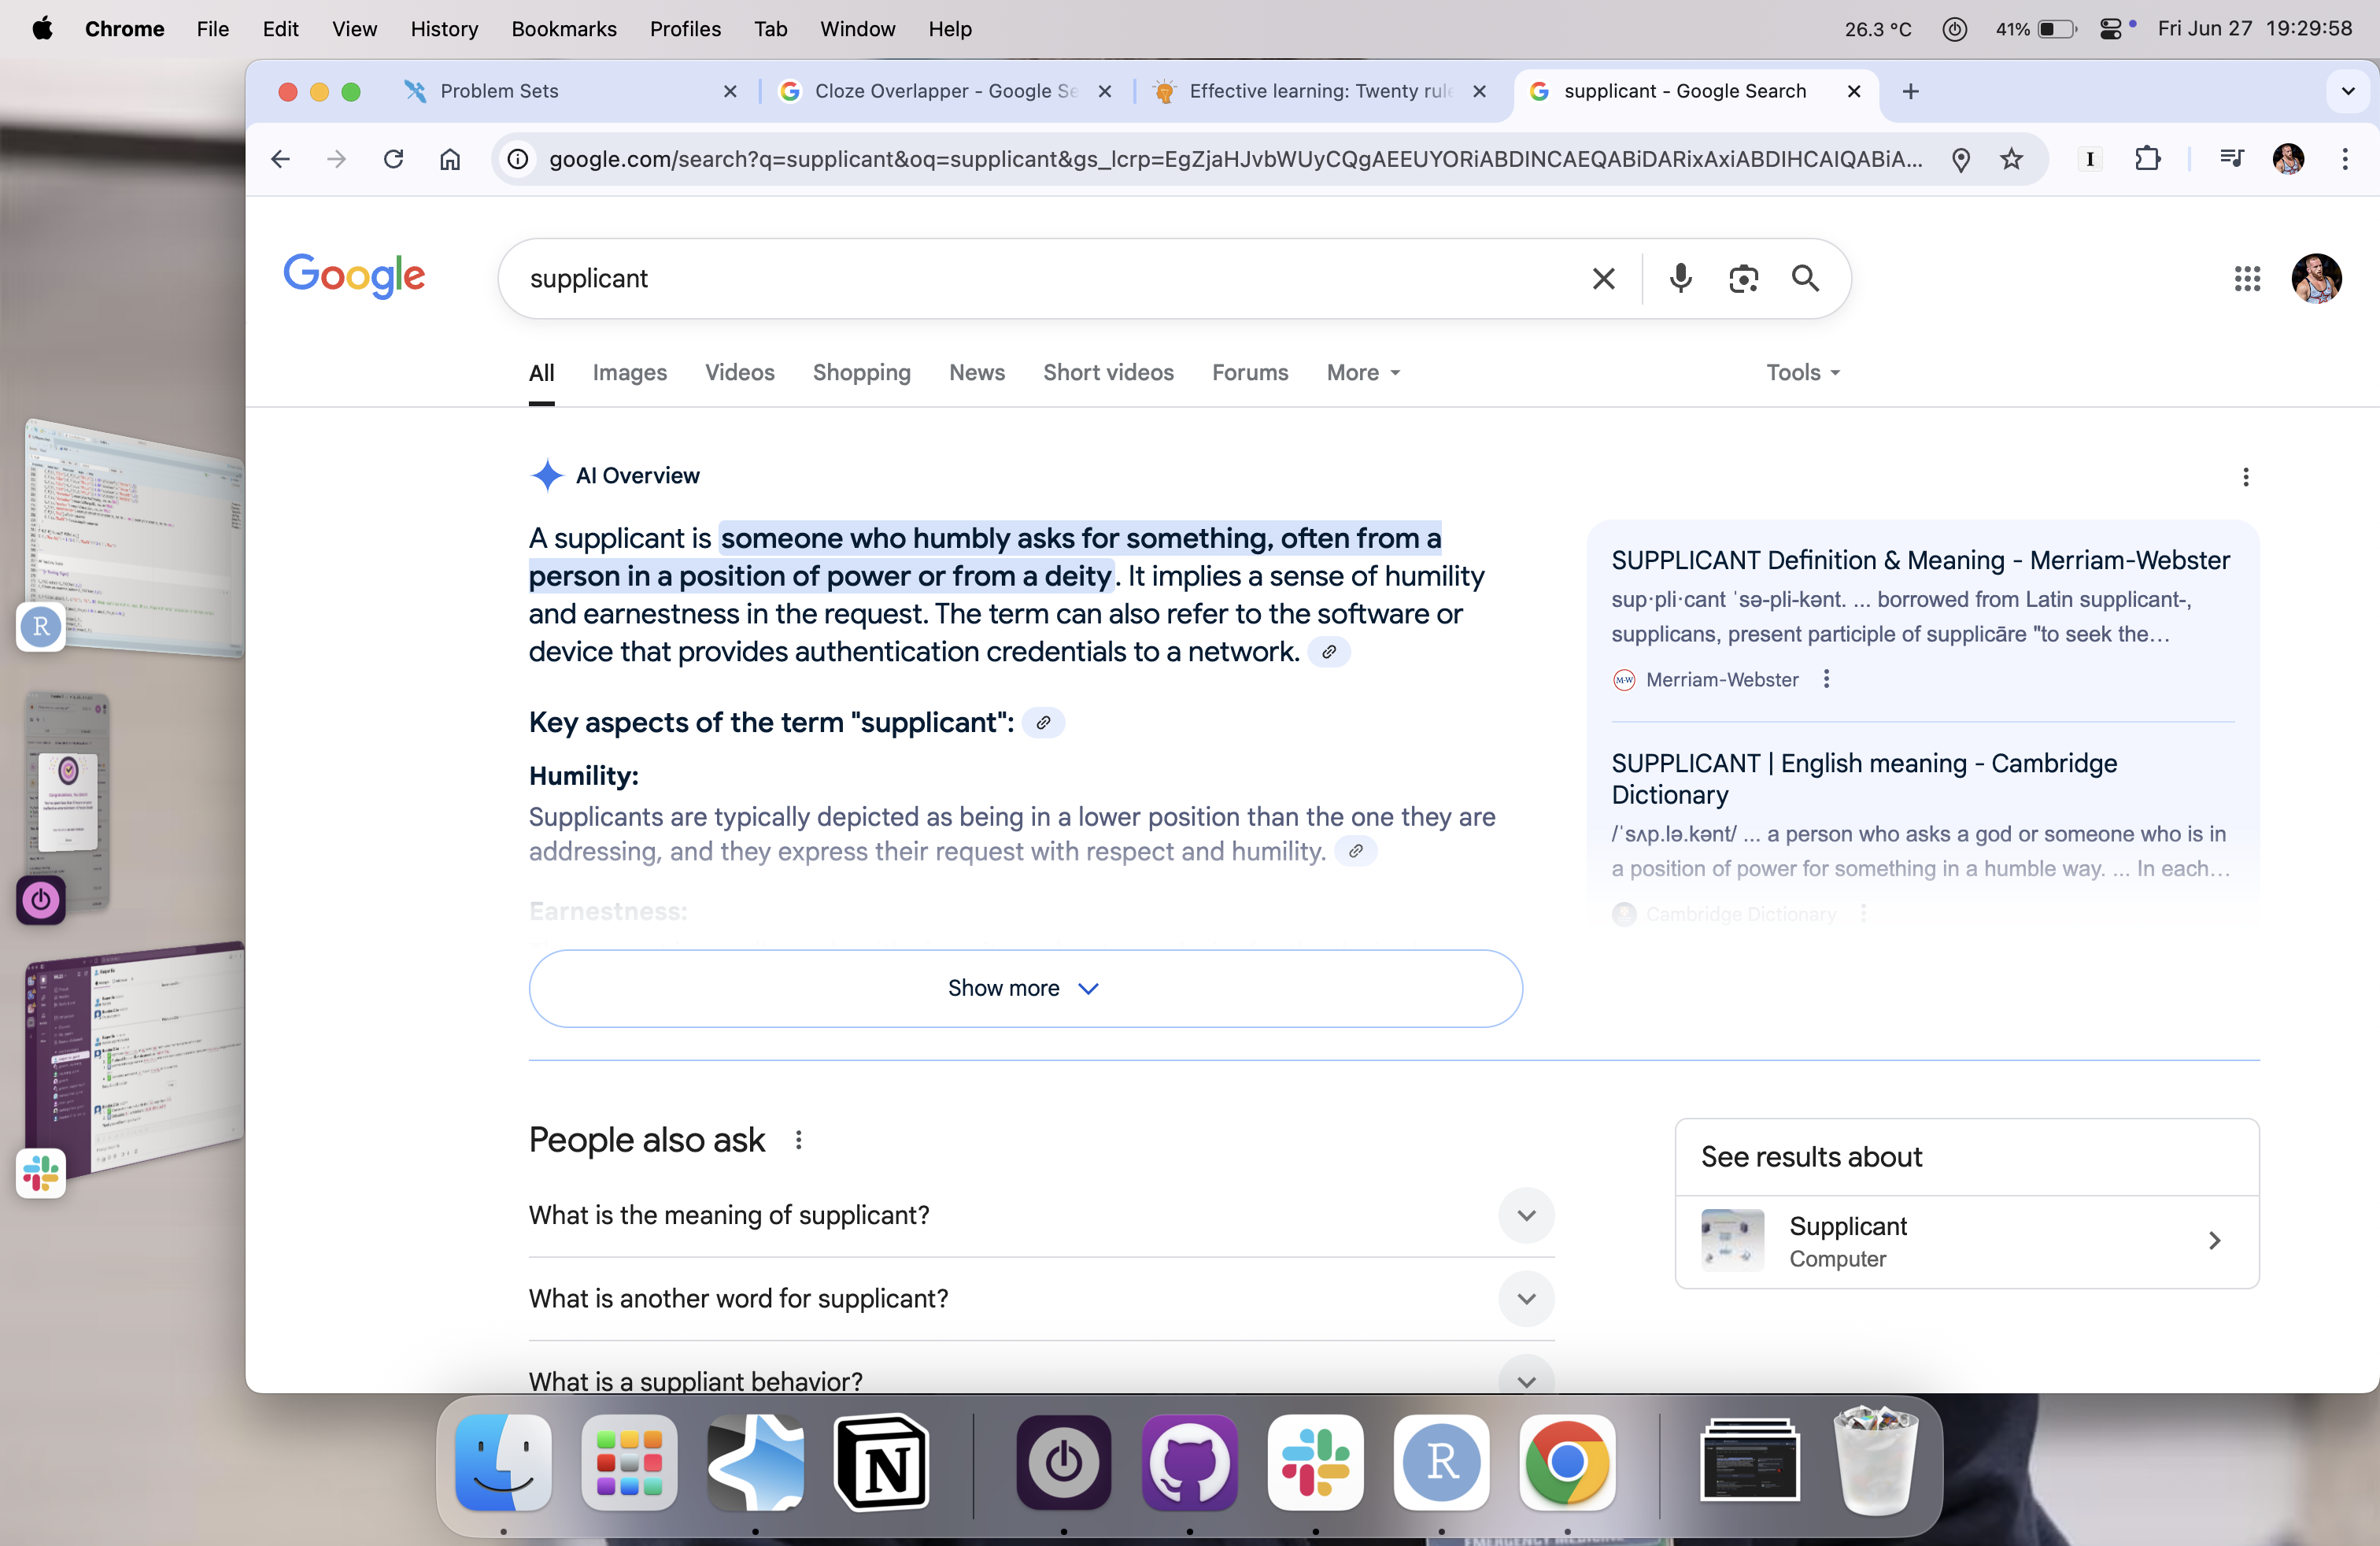 Chrome File Edit View History Bookmarks Profiles Tab Window Help 26.3 °C 41% Fri Jun 27 19:29:58
Problem Sets Cloze Overlapper - Google Se Effective learning: Twenty rule supplicant - Google Search
google.com/search?q=supplicant&oq=supplicant&gs_lcrp=EgZjaHJvbWUyCQgAEEUYORiABDINCAEQABiDARixAxiABDIHCAIQABiA...
Google
supplicant
All Images Videos Shopping News Short videos Forums More Tools
AI Overview
A supplicant is someone who humbly asks for something, often from a
person in a position of power or from a deity. It implies a sense of humility
and earnestness in the request. The term can also refer to the software or
device that provides authentication credentials to a network.
Key aspects of the term "supplicant":
Humility:
Supplicants are typically depicted as being in a lower position than the one they are
addressing, and they express their request with respect and humility.
Earnestness:
Show more
SUPPLICANT Definition & Meaning - Merriam-Webster
sup·pli·cant ˈsə-pli-kənt. ... borrowed from Latin supplicant-,
supplicans, present participle of supplicāre "to seek the...
M-W Merriam-Webster
SUPPLICANT | English meaning - Cambridge
Dictionary
/ˈsʌp.lə.kənt/ ... a person who asks a god or someone who is in
a position of power for something in a humble way. ... In each...
Cambridge Dictionary
People also ask
What is the meaning of supplicant?
What is another word for supplicant?
What is a suppliant behavior?
See results about
Supplicant
Computer
R
N
R
EMERGENCY MEDICINE